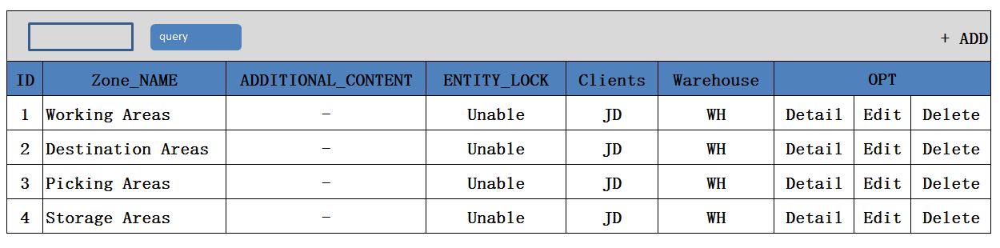 query
+ ADD
ID Zone_NAME ADDITIONAL_CONTENT ENTITY_LOCK Clients Warehouse OPT
1 Working Areas - Unable JD WH Detail Edit Delete
2 Destination Areas - Unable JD WH Detail Edit Delete
3 Picking Areas - Unable JD WH Detail Edit Delete
4 Storage Areas - Unable JD WH Detail Edit Delete